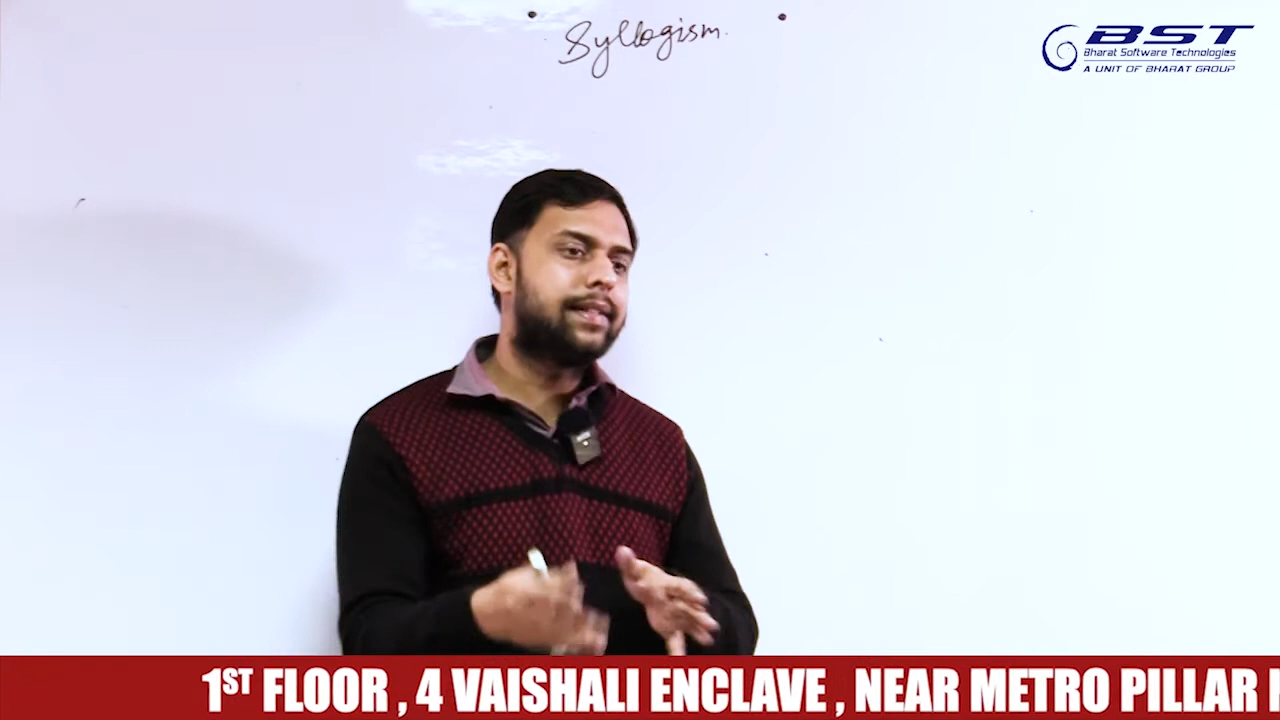 Syllogism.
BST
Bharat Software Technologies
A UNIT OF BHARAT GROUP
1ST FLOOR , 4 VAISHALI ENCLAVE , NEAR METRO PILLAR